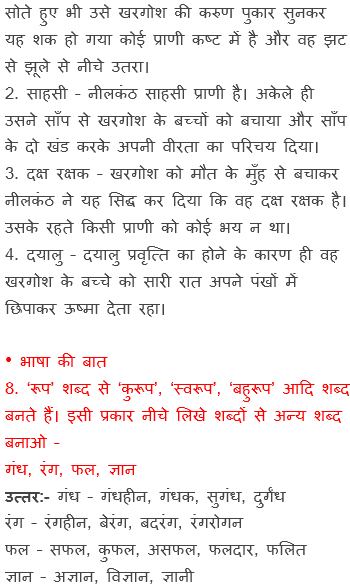 सोते हुए भी उसे खरगोश की करुण पुकार सुनकर
यह शक हो गया कोई प्राणी कष्ट में है और वह झट
से झूले से नीचे उतरा।
2. साहसी - नीलकंठ साहसी प्राणी है। अकेले ही
उसने साँप से खरगोश के बच्चों को बचाया और साँप
के दो खंड करके अपनी वीरता का परिचय दिया।
3. दक्ष रक्षक - खरगोश को मौत के मुँह से बचाकर
नीलकंठ ने यह सिद्ध कर दिया कि वह दक्ष रक्षक है।
उसके रहते किसी प्राणी को कोई भय न था।
4. दयालु - दयालु प्रवृत्ति का होने के कारण ही वह
खरगोश के बच्चे को सारी रात अपने पंखों में
छिपाकर ऊष्मा देता रहा।
• भाषा की बात
8. ‘रूप’ शब्द से ‘कुरूप’, ‘स्वरूप’, ‘बहुरूप’ आदि शब्द
बनते हैं। इसी प्रकार नीचे लिखे शब्दों से अन्य शब्द
बनाओ -
गंध, रंग, फल, ज्ञान
उत्तर:- गंध - गंधहीन, गंधक, सुगंध, दुर्गंध
रंग - रंगहीन, बेरंग, बदरंग, रंगरोगन
फल - सफल, कुफल, असफल, फलदार, फलित
ज्ञान - अज्ञान, विज्ञान, ज्ञानी